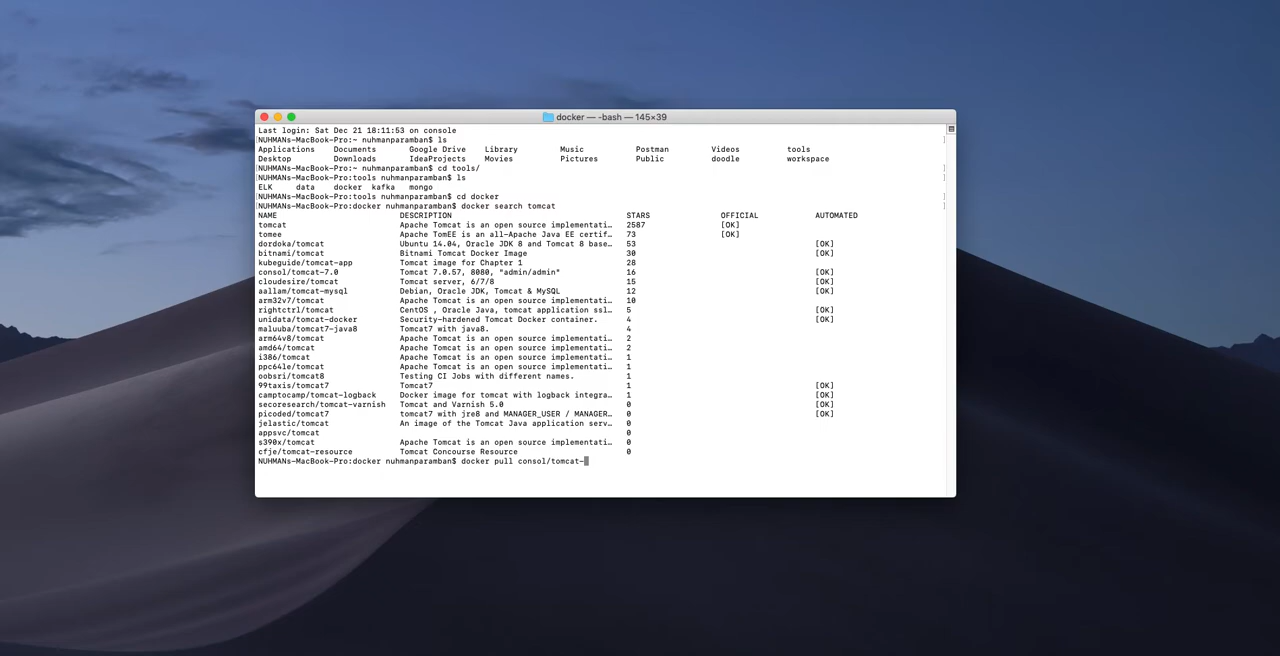 docker — -bash — 145×39
Last login: Sat Dec 21 18:11:53 on console
[NUHMANs-MacBook-Pro:~ nuhmanparamban$ ls ]
Applications Documents Google Drive Library Music Postman Videos tools
Desktop Downloads IdeaProjects Movies Pictures Public doodle workspace
[NUHMANs-MacBook-Pro:~ nuhmanparamban$ cd tools/ ]
[NUHMANs-MacBook-Pro:tools nuhmanparamban$ ls ]
ELK data docker kafka mongo
[NUHMANs-MacBook-Pro:tools nuhmanparamban$ cd docker ]
[NUHMANs-MacBook-Pro:docker nuhmanparamban$ docker search tomcat ]
NAME DESCRIPTION STARS OFFICIAL AUTOMATED
tomcat Apache Tomcat is an open source implementati… 2587 [OK]
tomee Apache TomEE is an all-Apache Java EE certif… 73 [OK]
dordoka/tomcat Ubuntu 14.04, Oracle JDK 8 and Tomcat 8 base… 53 [OK]
bitnami/tomcat Bitnami Tomcat Docker Image 30 [OK]
kubeguide/tomcat-app Tomcat image for Chapter 1 28
consol/tomcat-7.0 Tomcat 7.0.57, 8080, "admin/admin" 16 [OK]
cloudesire/tomcat Tomcat server, 6/7/8 15 [OK]
aallam/tomcat-mysql Debian, Oracle JDK, Tomcat & MySQL 12 [OK]
arm32v7/tomcat Apache Tomcat is an open source implementati… 10
rightctrl/tomcat CentOS , Oracle Java, tomcat application ssl… 5 [OK]
unidata/tomcat-docker Security-hardened Tomcat Docker container. 4 [OK]
maluuba/tomcat7-java8 Tomcat7 with java8. 4
arm64v8/tomcat Apache Tomcat is an open source implementati… 2
amd64/tomcat Apache Tomcat is an open source implementati… 2
i386/tomcat Apache Tomcat is an open source implementati… 1
ppc64le/tomcat Apache Tomcat is an open source implementati… 1
oobsri/tomcat8 Testing CI Jobs with different names. 1
99taxis/tomcat7 Tomcat7 1 [OK]
camptocamp/tomcat-logback Docker image for tomcat with logback integra… 1 [OK]
secoresearch/tomcat-varnish Tomcat and Varnish 5.0 0 [OK]
picoded/tomcat7 tomcat7 with jre8 and MANAGER_USER / MANAGER… 0 [OK]
jelastic/tomcat An image of the Tomcat Java application serv… 0
appsvc/tomcat 0
s390x/tomcat Apache Tomcat is an open source implementati… 0
cfje/tomcat-resource Tomcat Concourse Resource 0
NUHMANs-MacBook-Pro:docker nuhmanparamban$ docker pull consol/tomcat-